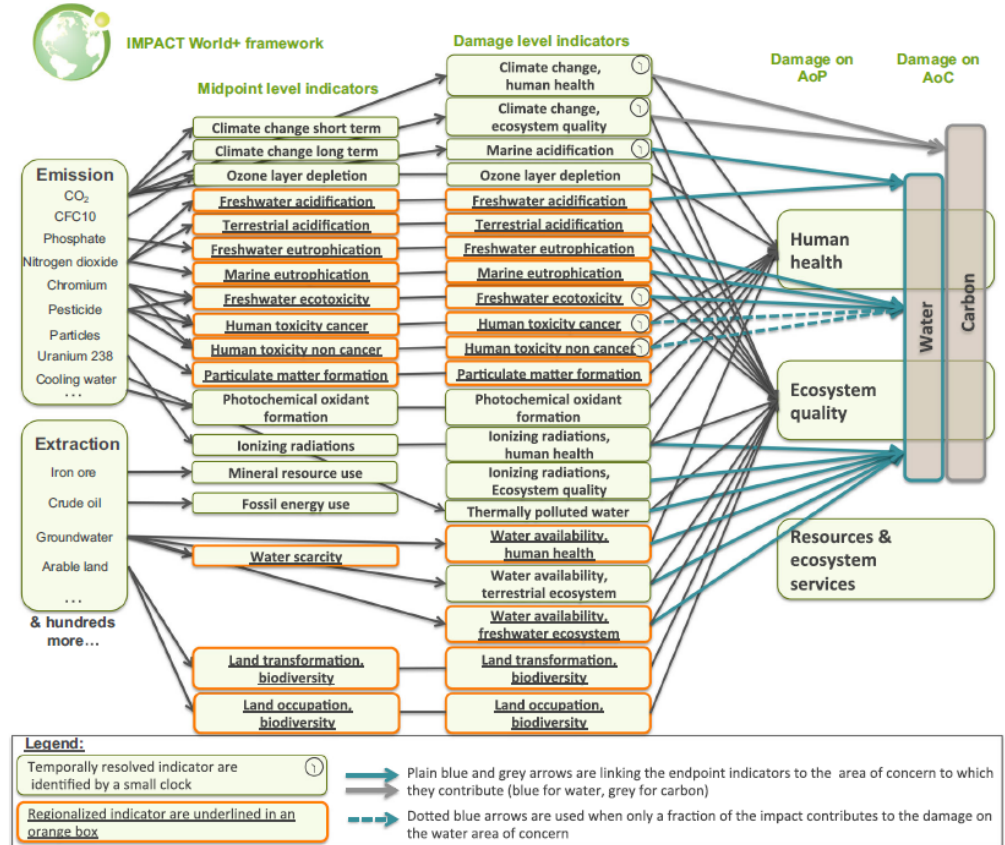 IMPACT World+ framework
Damage level indicators
Damage on
AoP
Damage on
AoC
Midpoint level indicators
Emission
CO₂
CFC10
Phosphate
Nitrogen dioxide
Chromium
Pesticide
Particles
Uranium 238
Cooling water
...
Extraction
Iron ore
Crude oil
Groundwater
Arable land
...
& hundreds
more...
Climate change short term
Climate change long term
Ozone layer depletion
Freshwater acidification
Terrestrial acidification
Freshwater eutrophication
Marine eutrophication
Freshwater ecotoxicity
Human toxicity cancer
Human toxicity non cancer
Particulate matter formation
Photochemical oxidant
formation
Ionizing radiations
Mineral resource use
Fossil energy use
Water scarcity
Land transformation,
biodiversity
Land occupation,
biodiversity
Climate change,
human health
Climate change,
ecosystem quality
Marine acidification
Ozone layer depletion
Freshwater acidification
Terrestrial acidification
Freshwater eutrophication
Marine eutrophication
Freshwater ecotoxicity
Human toxicity cancer
Human toxicity non cancer
Particulate matter formation
Photochemical oxidant
formation
Ionizing radiations,
human health
Ionizing radiations,
Ecosystem quality
Thermally polluted water
Water availability,
human health
Water availability,
terrestrial ecosystem
Water availability,
freshwater ecosystem
Land transformation,
biodiversity
Land occupation,
biodiversity
Human
health
Ecosystem
quality
Resources &
ecosystem
services
Water
Carbon
Legend:
Temporally resolved indicator are
identified by a small clock
Regionalized indicator are underlined in an
orange box
Plain blue and grey arrows are linking the endpoint indicators to the area of concern to which
they contribute (blue for water, grey for carbon)
Dotted blue arrows are used when only a fraction of the impact contributes to the damage on
the water area of concern